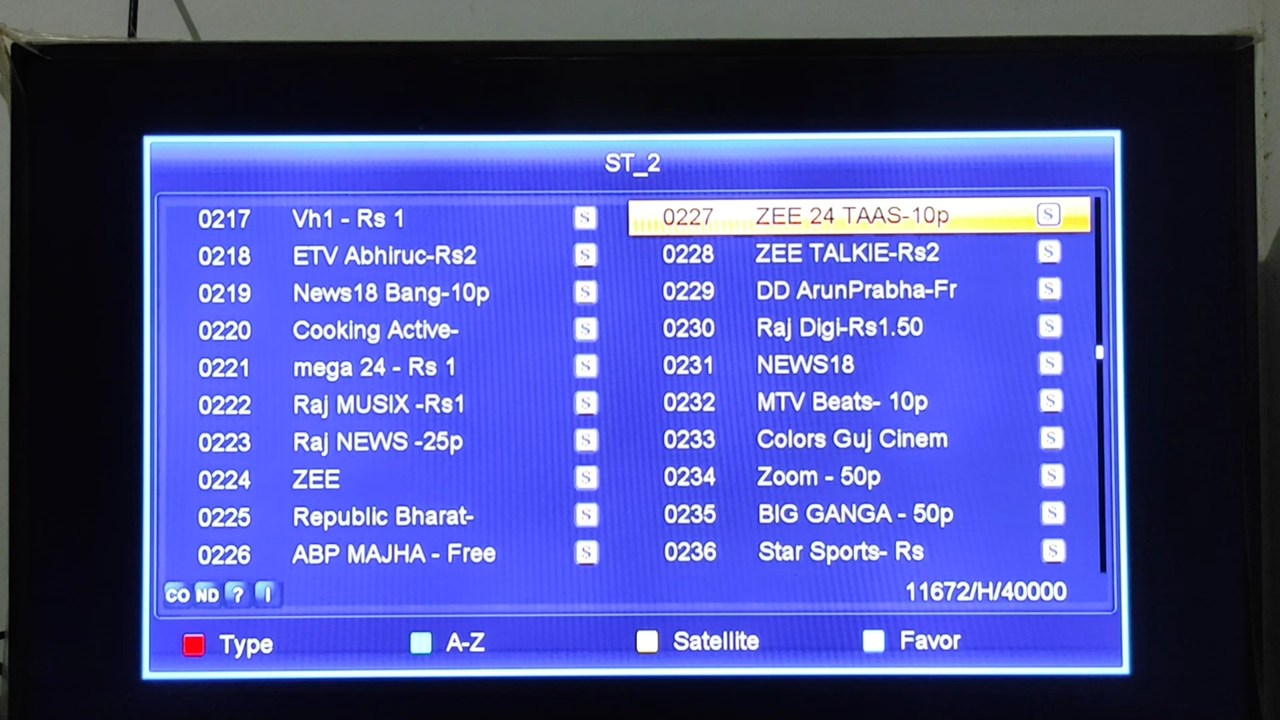 ST_2
0217 Vh1 - Rs 1 S
0218 ETV Abhiruc-Rs2 S
0219 News18 Bang-10p S
0220 Cooking Active- S
0221 mega 24 - Rs 1 S
0222 Raj MUSIX -Rs1 S
0223 Raj NEWS -25p S
0224 ZEE S
0225 Republic Bharat- S
0226 ABP MAJHA - Free S
0227 ZEE 24 TAAS-10p S
0228 ZEE TALKIE-Rs2 S
0229 DD ArunPrabha-Fr S
0230 Raj Digi-Rs1.50 S
0231 NEWS18 S
0232 MTV Beats- 10p S
0233 Colors Guj Cinem S
0234 Zoom - 50p S
0235 BIG GANGA - 50p S
0236 Star Sports- Rs S
CO ND ? I 11672/H/40000
Type A-Z Satellite Favor